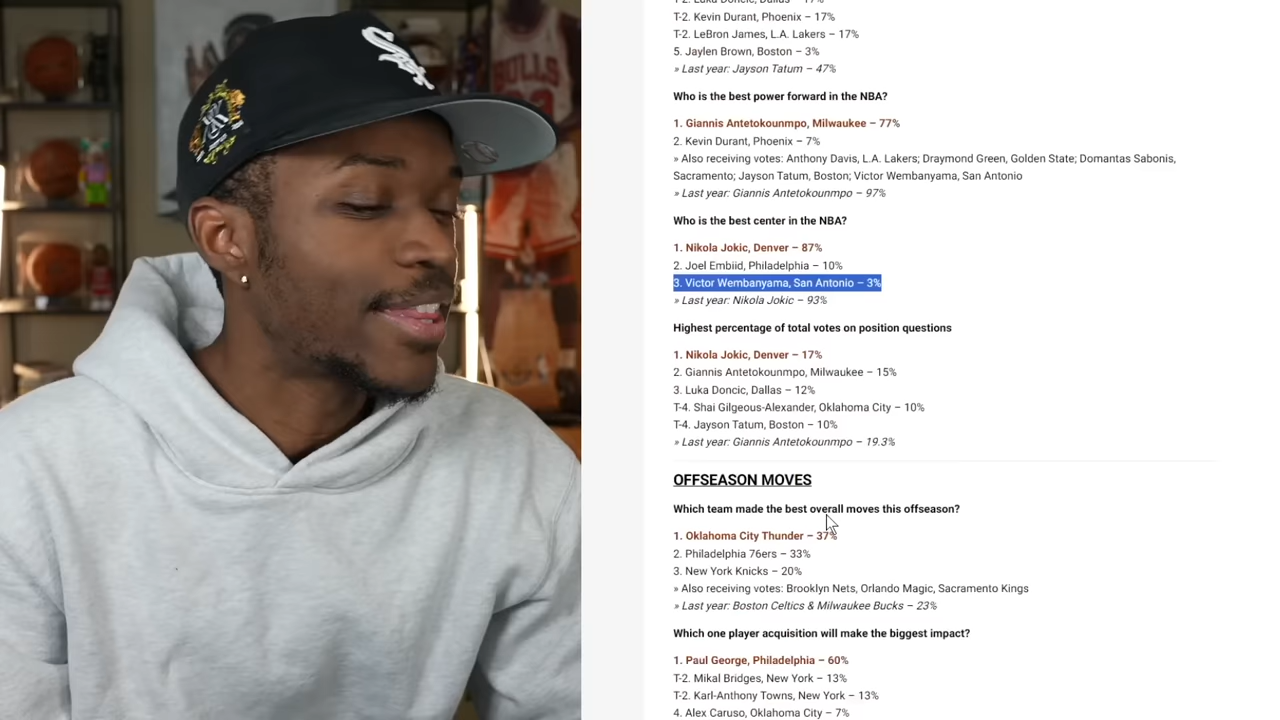 Sox
BULLS
T-2. Luka Doncic, Dallas – 17%
T-2. Kevin Durant, Phoenix – 17%
T-2. LeBron James, L.A. Lakers – 17%
5. Jaylen Brown, Boston – 3%
» Last year: Jayson Tatum – 47%
Who is the best power forward in the NBA?
1. Giannis Antetokounmpo, Milwaukee – 77%
2. Kevin Durant, Phoenix – 7%
» Also receiving votes: Anthony Davis, L.A. Lakers; Draymond Green, Golden State; Domantas Sabonis,
Sacramento; Jayson Tatum, Boston; Victor Wembanyama, San Antonio
» Last year: Giannis Antetokounmpo – 97%
Who is the best center in the NBA?
1. Nikola Jokic, Denver – 87%
2. Joel Embiid, Philadelphia – 10%
3. Victor Wembanyama, San Antonio – 3%
» Last year: Nikola Jokic – 93%
Highest percentage of total votes on position questions
1. Nikola Jokic, Denver – 17%
2. Giannis Antetokounmpo, Milwaukee – 15%
3. Luka Doncic, Dallas – 12%
T-4. Shai Gilgeous-Alexander, Oklahoma City – 10%
T-4. Jayson Tatum, Boston – 10%
» Last year: Giannis Antetokounmpo – 19.3%
OFFSEASON MOVES
Which team made the best overall moves this offseason?
1. Oklahoma City Thunder – 37%
2. Philadelphia 76ers – 33%
3. New York Knicks – 20%
» Also receiving votes: Brooklyn Nets, Orlando Magic, Sacramento Kings
» Last year: Boston Celtics & Milwaukee Bucks – 23%
Which one player acquisition will make the biggest impact?
1. Paul George, Philadelphia – 60%
T-2. Mikal Bridges, New York – 13%
T-2. Karl-Anthony Towns, New York – 13%
4. Alex Caruso, Oklahoma City – 7%